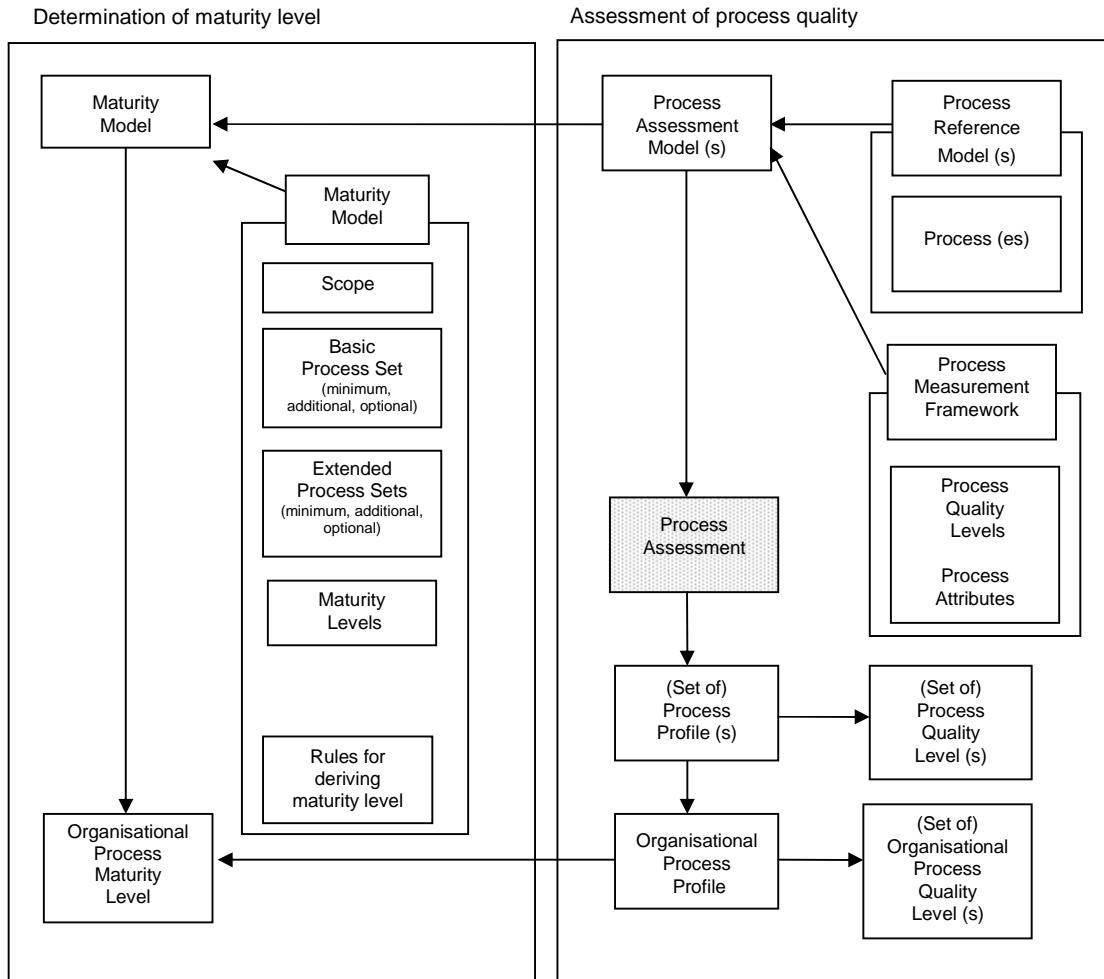 Determination of maturity level
Assessment of process quality
Maturity
Model
Process
Assessment
Model (s)
Process
Reference
Model (s)
Maturity
Model
Process (es)
Scope
Basic
Process Set
(minimum,
additional, optional)
Process
Measurement
Framework
Extended
Process Sets
(minimum, additional,
optional)
Process
Quality
Levels
Process
Attributes
Process
Assessment
Maturity
Levels
(Set of)
Process
Profile (s)
(Set of)
Process
Quality
Level (s)
Rules for
deriving
maturity level
Organisational
Process
Maturity
Level
Organisational
Process
Profile
(Set of)
Organisational
Process
Quality
Level (s)